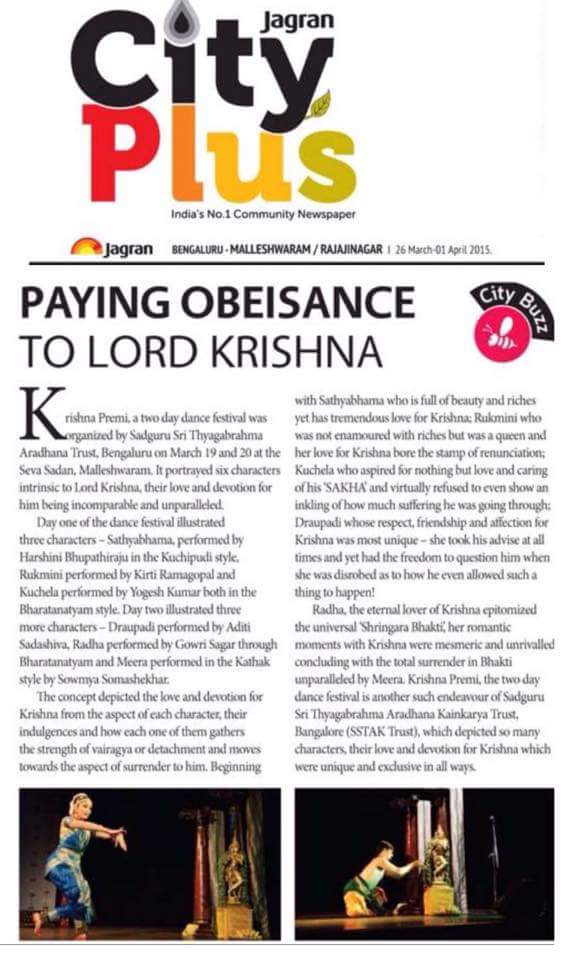 Jagran
City
Plus
India's No.1 Community Newspaper
Jagran BENGALURU - MALLESHWARAM / RAJAJINAGAR | 26 March-01 April 2015.
PAYING OBEISANCE
TO LORD KRISHNA
City Buzz
Krishna Premi, a two day dance festival was
organized by Sadguru Sri Thyagabrahma
Aradhana Trust, Bengaluru on March 19 and 20 at the
Seva Sadan, Malleshwaram. It portrayed six characters
intrinsic to Lord Krishna, their love and devotion for
him being incomparable and unparalleled.
Day one of the dance festival illustrated
three characters – Sathyabhama, performed by
Harshini Bhupathiraju in the Kuchipudi style,
Rukmini performed by Kirti Ramagopal and
Kuchela performed by Yogesh Kumar both in the
Bharatanatyam style. Day two illustrated three
more characters – Draupadi performed by Aditi
Sadashiva, Radha performed by Gowri Sagar through
Bharatanatyam and Meera performed in the Kathak
style by Sowmya Somashekhar.
The concept depicted the love and devotion for
Krishna from the aspect of each character, their
indulgences and how each one of them gathers
the strength of vairagya or detachment and moves
towards the aspect of surrender to him. Beginning
with Sathyabhama who is full of beauty and riches
yet has tremendous love for Krishna; Rukmini who
was not enamoured with riches but was a queen and
her love for Krishna bore the stamp of renunciation;
Kuchela who aspired for nothing but love and caring
of his 'SAKHA' and virtually refused to even show an
inkling of how much suffering he was going through;
Draupadi whose respect, friendship and affection for
Krishna was most unique – she took his advise at all
times and yet had the freedom to question him when
she was disrobed as to how he even allowed such a
thing to happen!
Radha, the eternal lover of Krishna epitomized
the universal 'Shringara Bhakti', her romantic
moments with Krishna were mesmeric and unrivalled
concluding with the total surrender in Bhakti
unparalleled by Meera. Krishna Premi, the two day
dance festival is another such endeavour of Sadguru
Sri Thyagabrahma Aradhana Kainkarya Trust,
Bangalore (SSTAK Trust), which depicted so many
characters, their love and devotion for Krishna which
were unique and exclusive in all ways.